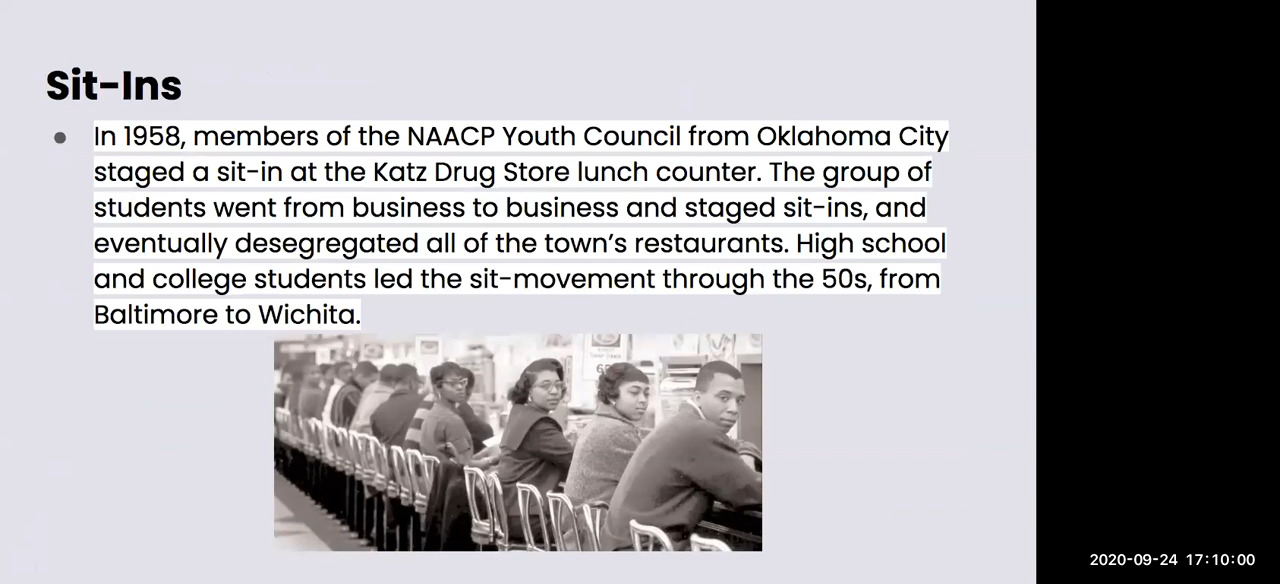 Sit-Ins
In 1958, members of the NAACP Youth Council from Oklahoma City
staged a sit-in at the Katz Drug Store lunch counter. The group of
students went from business to business and staged sit-ins, and
eventually desegregated all of the town’s restaurants. High school
and college students led the sit-movement through the 50s, from
Baltimore to Wichita.
2020-09-24 17:10:00